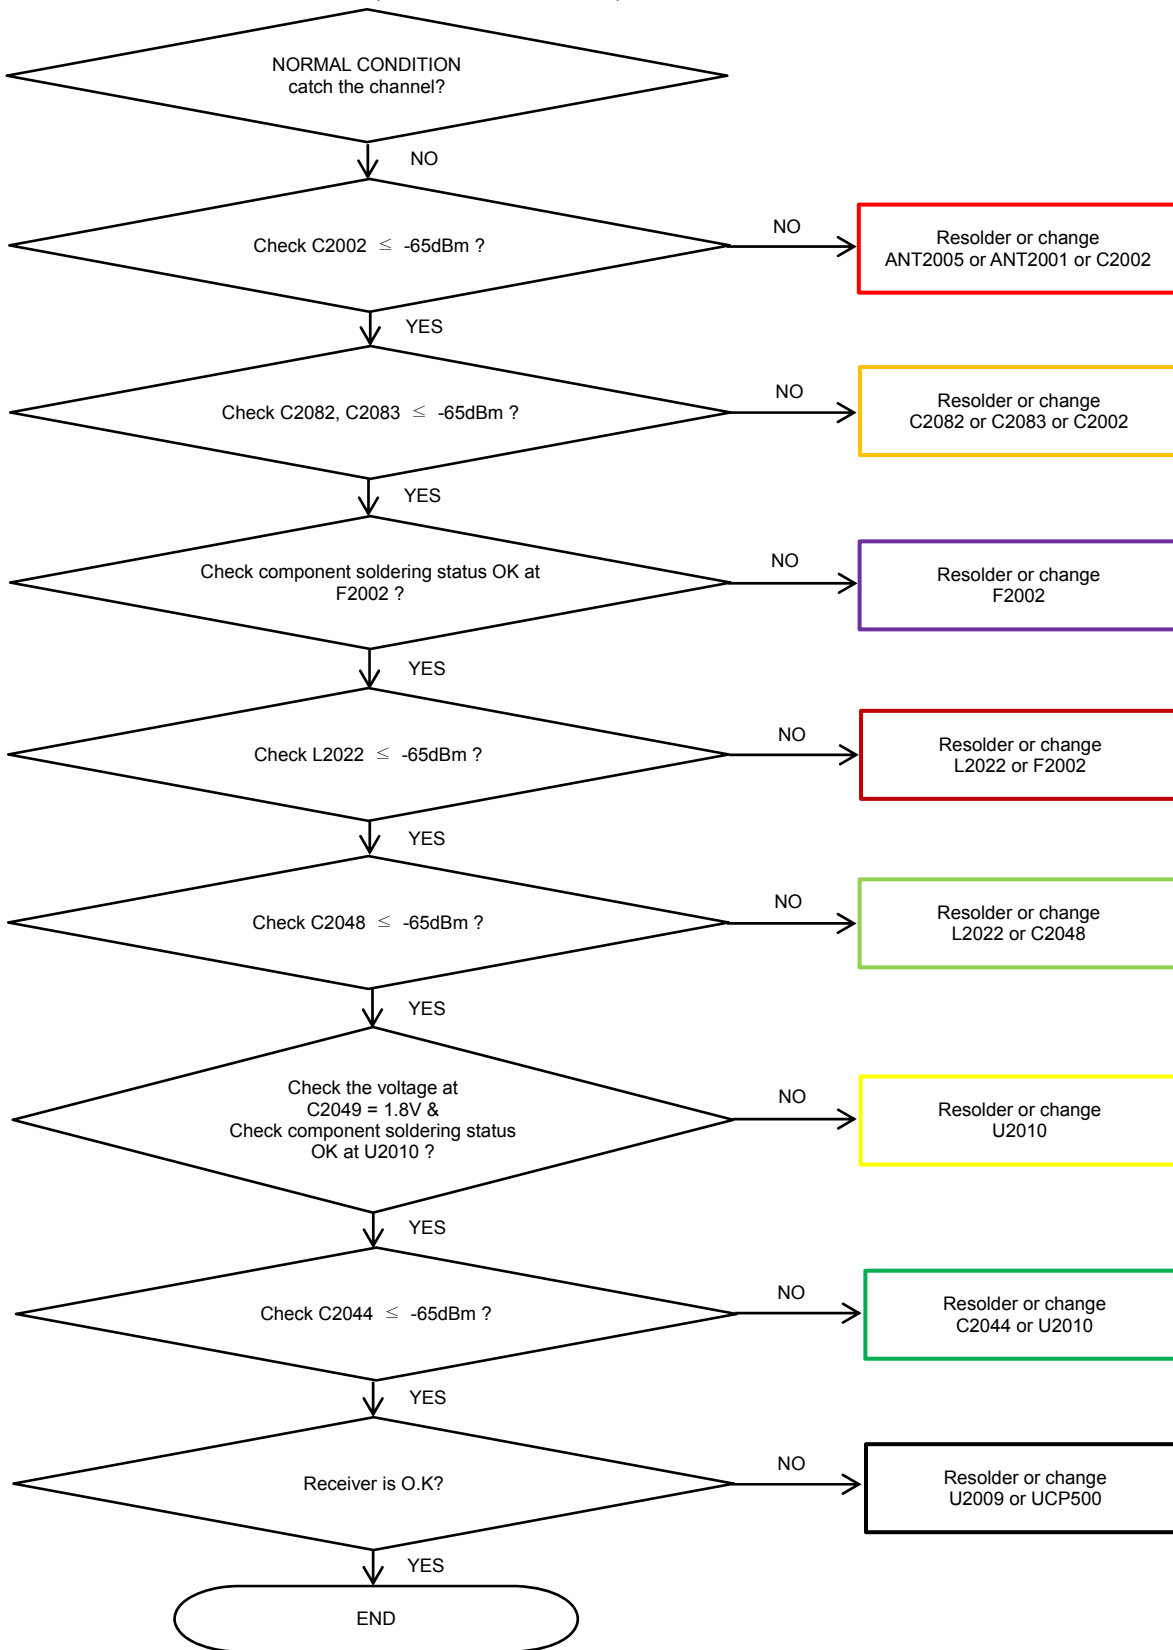 NORMAL CONDITION
catch the channel?
NO
Check C2002 ≤ -65dBm ?
NO
Resolder or change
ANT2005 or ANT2001 or C2002
YES
Check C2082, C2083 ≤ -65dBm ?
NO
Resolder or change
C2082 or C2083 or C2002
YES
Check component soldering status OK at
F2002 ?
NO
Resolder or change
F2002
YES
Check L2022 ≤ -65dBm ?
NO
Resolder or change
L2022 or F2002
YES
Check C2048 ≤ -65dBm ?
NO
Resolder or change
L2022 or C2048
YES
Check the voltage at
C2049 = 1.8V &
Check component soldering status
OK at U2010 ?
NO
Resolder or change
U2010
YES
Check C2044 ≤ -65dBm ?
NO
Resolder or change
C2044 or U2010
YES
Receiver is O.K?
NO
Resolder or change
U2009 or UCP500
YES
END